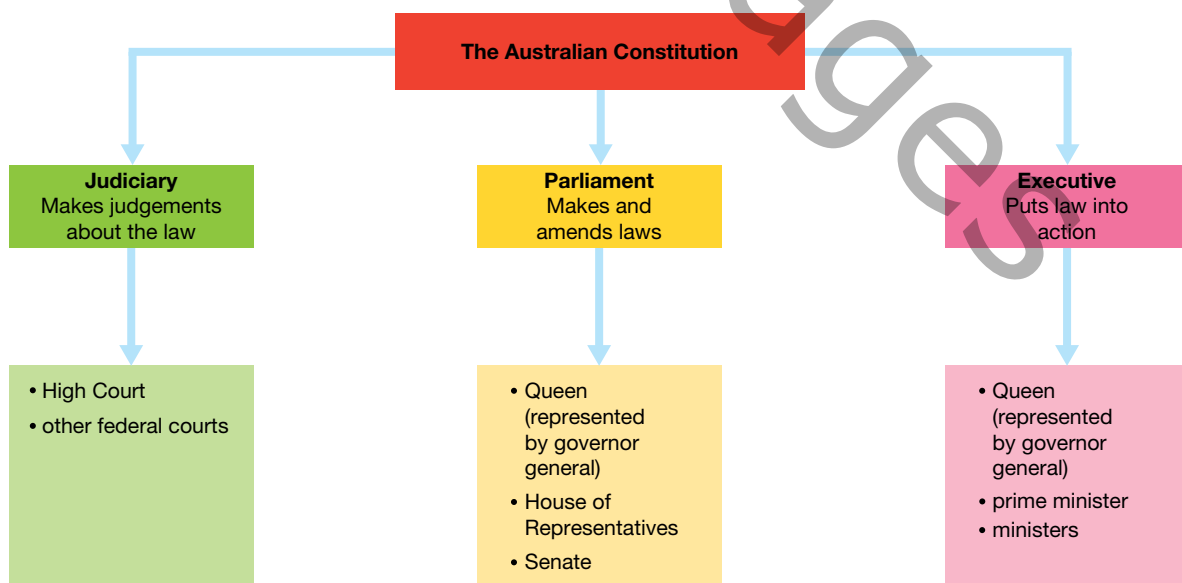 The Australian Constitution
Judiciary
Makes judgements
about the law
Parliament
Makes and
amends laws
Executive
Puts law into
action
• High Court
• other federal courts
• Queen
(represented
by governor
general)
• House of
Representatives
• Senate
• Queen
(represented
by governor
general)
• prime minister
• ministers